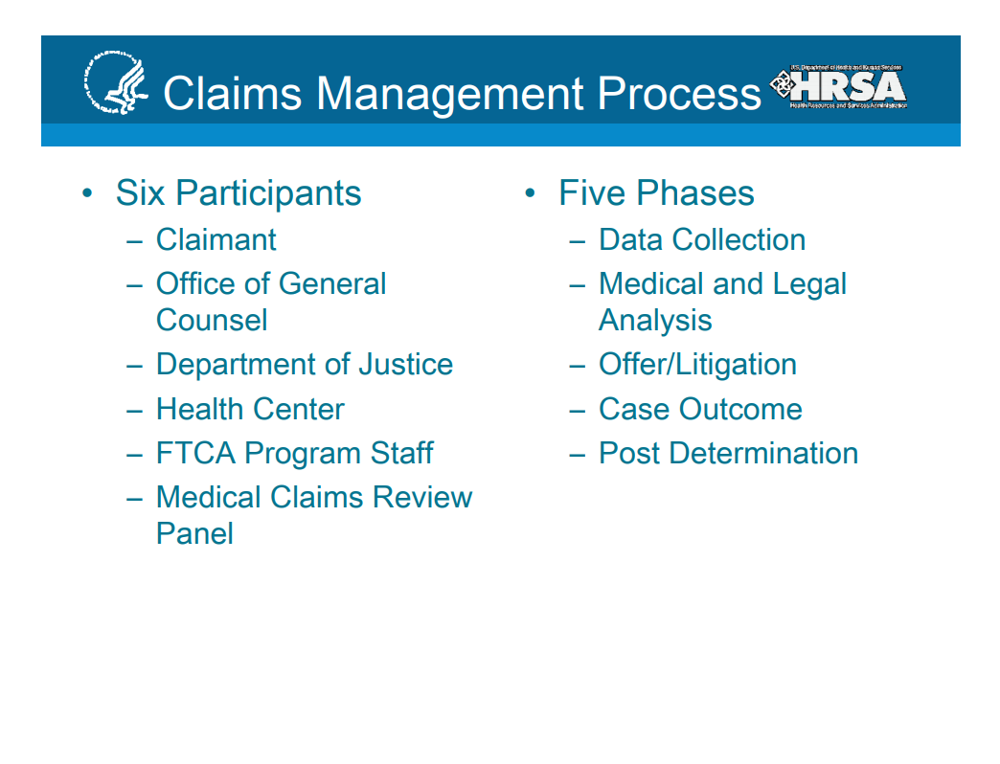 Claims Management Process
U.S. Department of Health and Human Services
HRSA
Health Resources and Services Administration
• Six Participants
– Claimant
– Office of General
Counsel
– Department of Justice
– Health Center
– FTCA Program Staff
– Medical Claims Review
Panel
• Five Phases
– Data Collection
– Medical and Legal
Analysis
– Offer/Litigation
– Case Outcome
– Post Determination